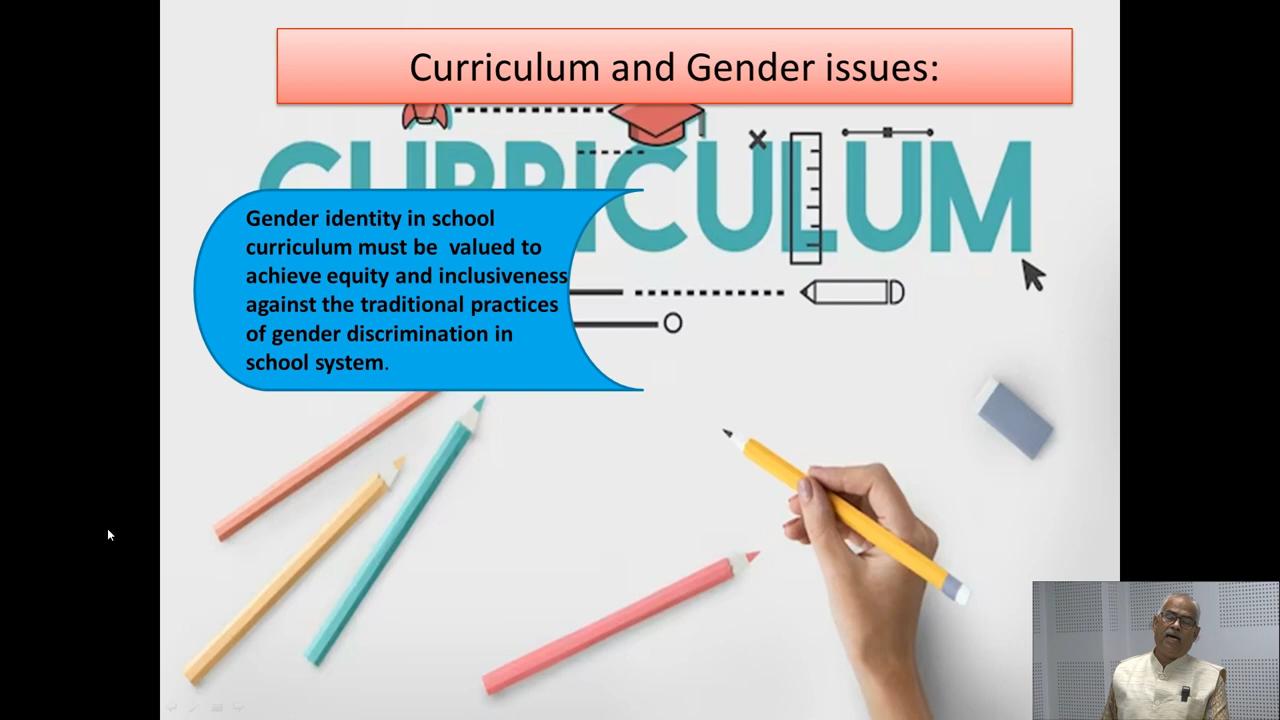 Curriculum and Gender issues:
CURRICULUM
Gender identity in school
curriculum must be  valued to
achieve equity and inclusiveness
against the traditional practices
of gender discrimination in
school system.